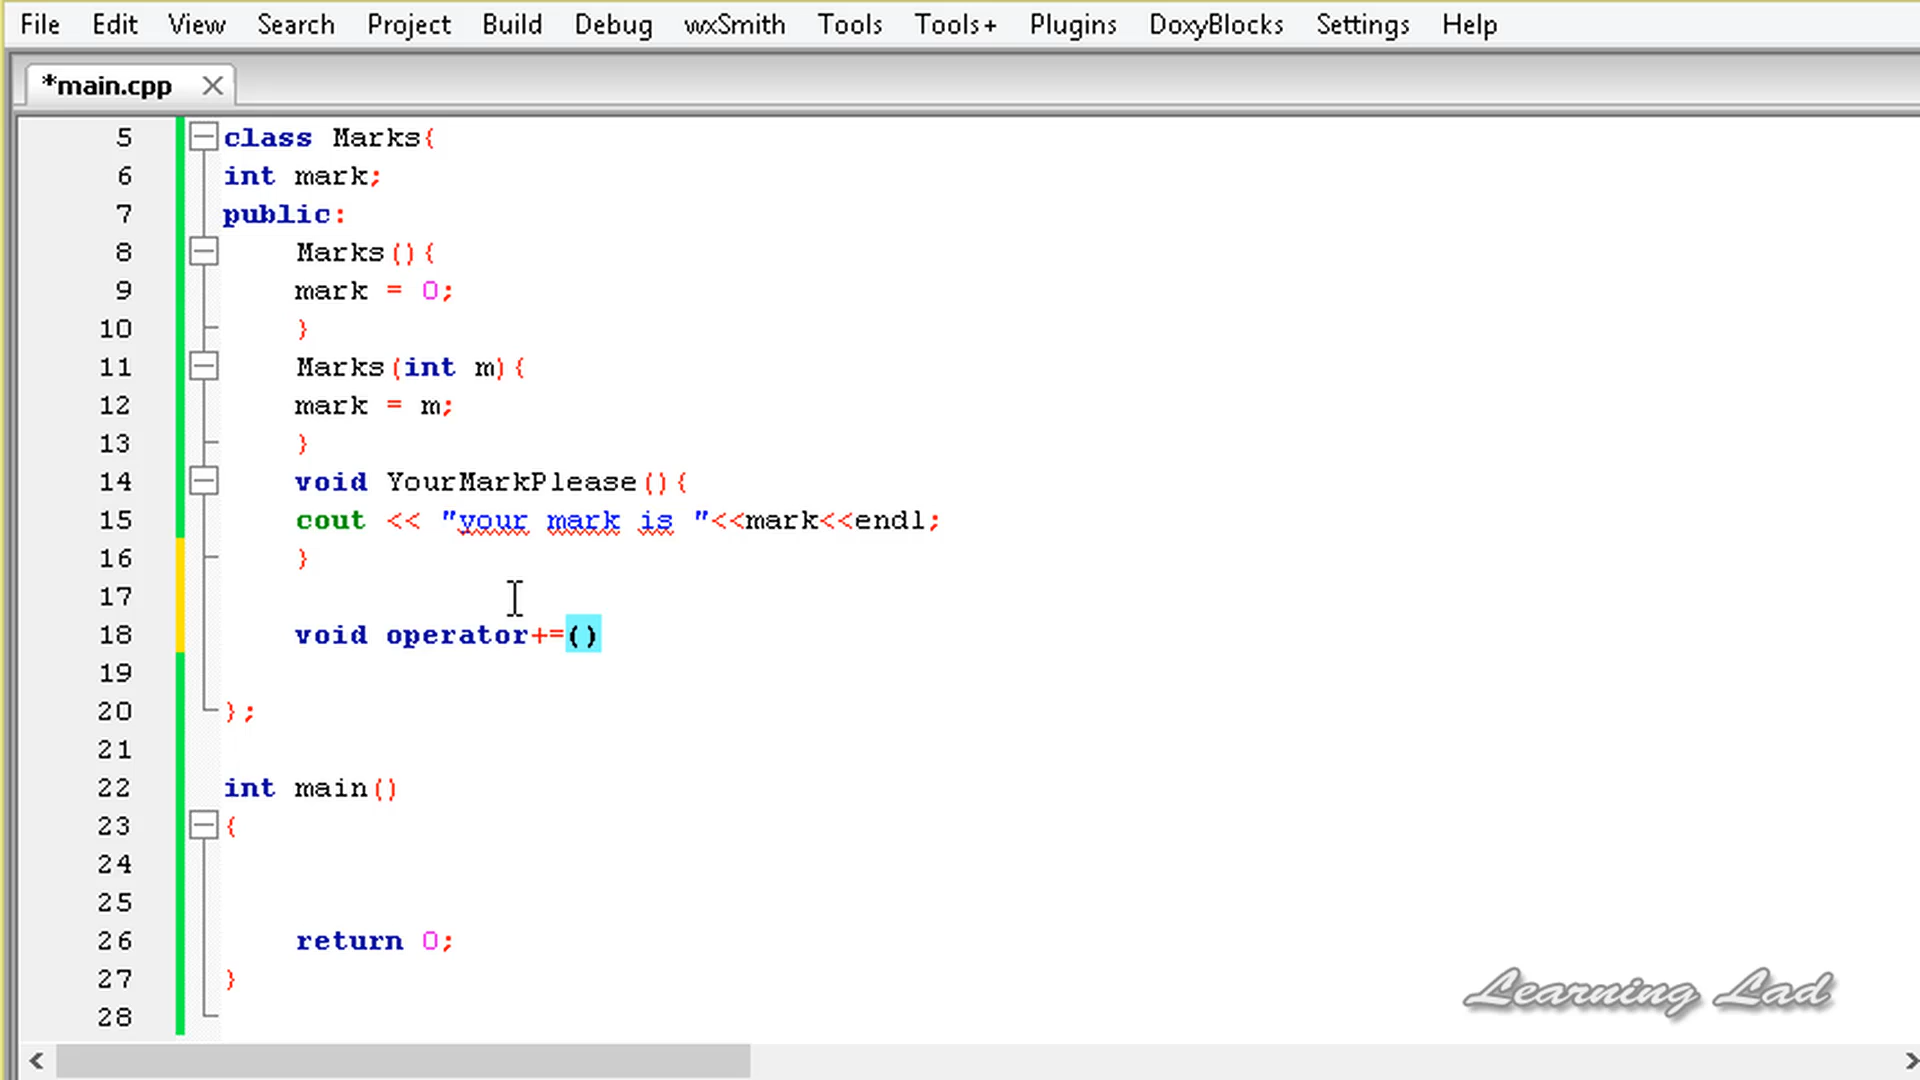 File Edit View Search Project Build Debug wxSmith Tools Tools+ Plugins DoxyBlocks Settings Help
*main.cpp
5 class Marks{
6 int mark;
7 public:
8 Marks(){
9 mark = 0;
10 }
11 Marks(int m){
12 mark = m;
13 }
14 void YourMarkPlease(){
15 cout << "your mark is "<<mark<<endl;
16 }
17
18 void operator+=()
19
20 };
21
22 int main()
23 {
24
25
26 return 0;
27 }
28
Learning Lad